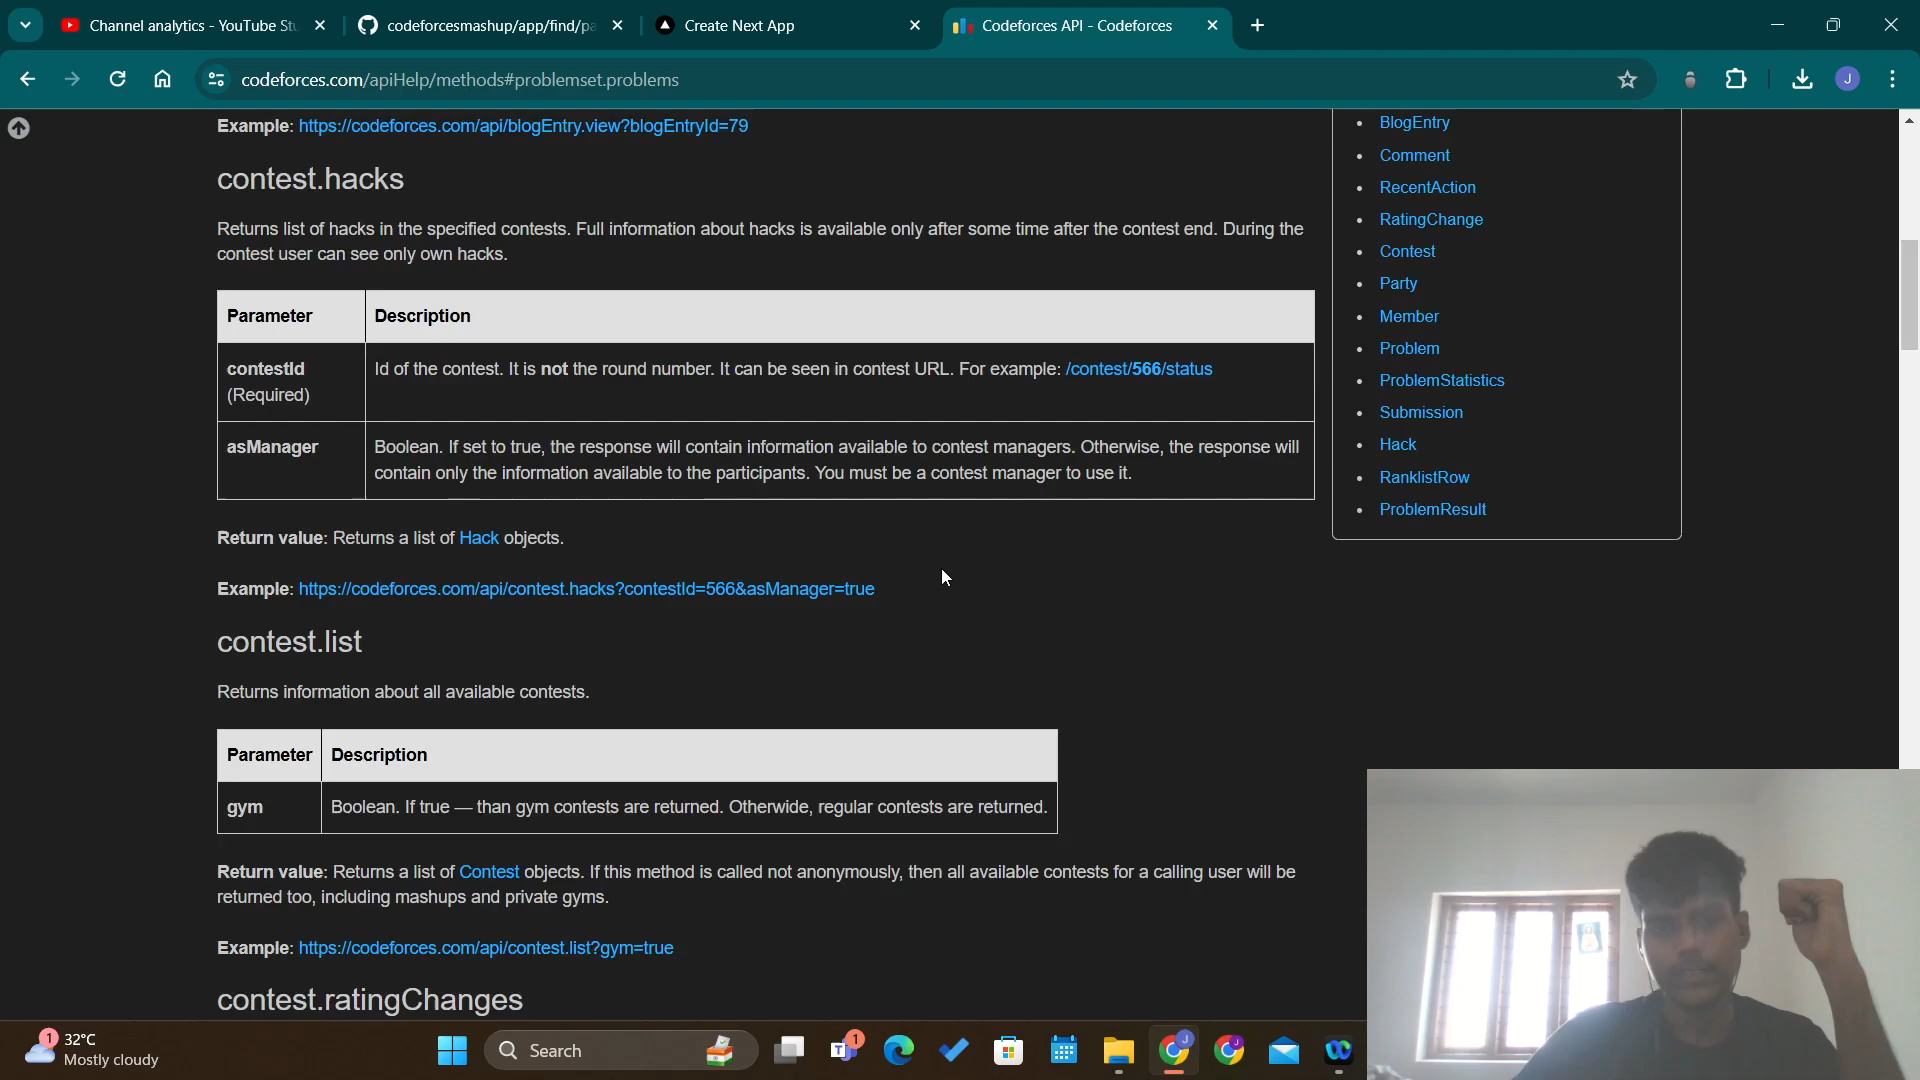 Channel analytics - YouTube Stu
codeforcesmashup/app/find/pa
Create Next App
Codeforces API - Codeforces
codeforces.com/apiHelp/methods#problemset.problems
J
Example: https://codeforces.com/api/blogEntry.view?blogEntryId=79
contest.hacks
Returns list of hacks in the specified contests. Full information about hacks is available only after some time after the contest end. During the
contest user can see only own hacks.
Parameter Description
contestId
(Required)
Id of the contest. It is not the round number. It can be seen in contest URL. For example: /contest/566/status
asManager
Boolean. If set to true, the response will contain information available to contest managers. Otherwise, the response will
contain only the information available to the participants. You must be a contest manager to use it.
Return value: Returns a list of Hack objects.
Example: https://codeforces.com/api/contest.hacks?contestId=566&asManager=true
contest.list
Returns information about all available contests.
Parameter Description
gym Boolean. If true — than gym contests are returned. Otherwide, regular contests are returned.
Return value: Returns a list of Contest objects. If this method is called not anonymously, then all available contests for a calling user will be
returned too, including mashups and private gyms.
Example: https://codeforces.com/api/contest.list?gym=true
contest.ratingChanges
BlogEntry
Comment
RecentAction
RatingChange
Contest
Party
Member
Problem
ProblemStatistics
Submission
Hack
RanklistRow
ProblemResult
1
32°C
Mostly cloudy
Search
T
1
J
J